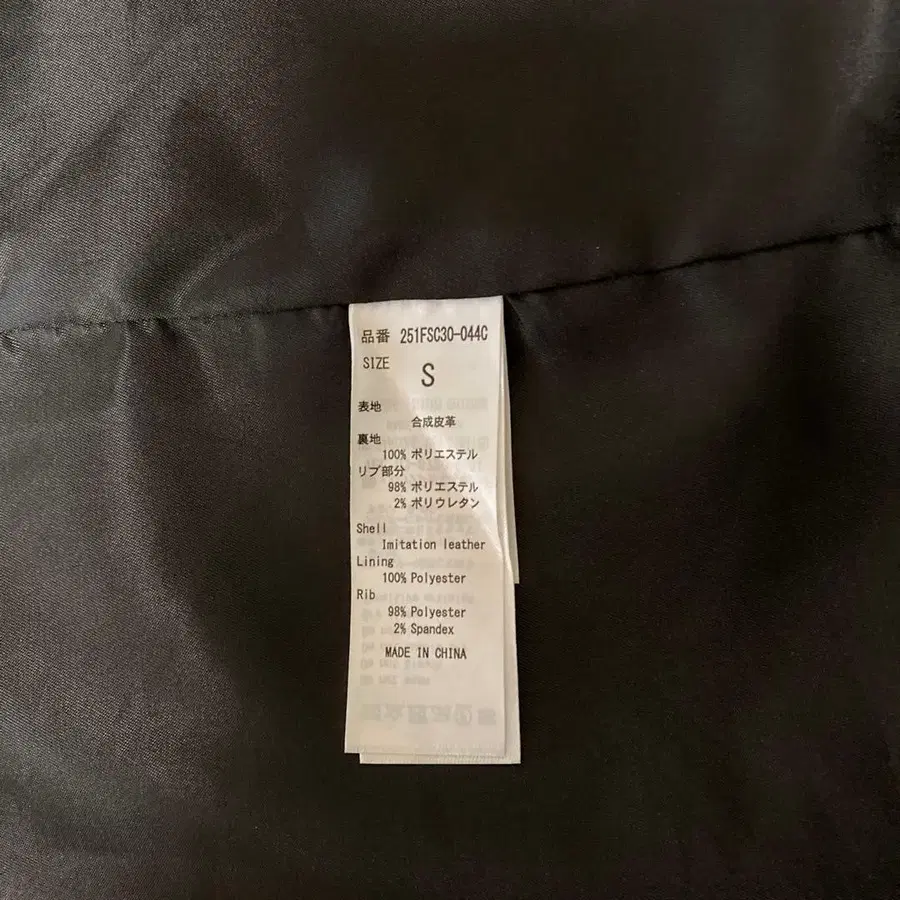 品番 251FSC30-044C
SIZE S
表地
合成皮革
裏地
100% ポリエステル
リブ部分
98% ポリエステル
2% ポリウレタン
Shell
Imitation leather
Lining
100% Polyester
Rib
98% Polyester
2% Spandex
MADE IN CHINA